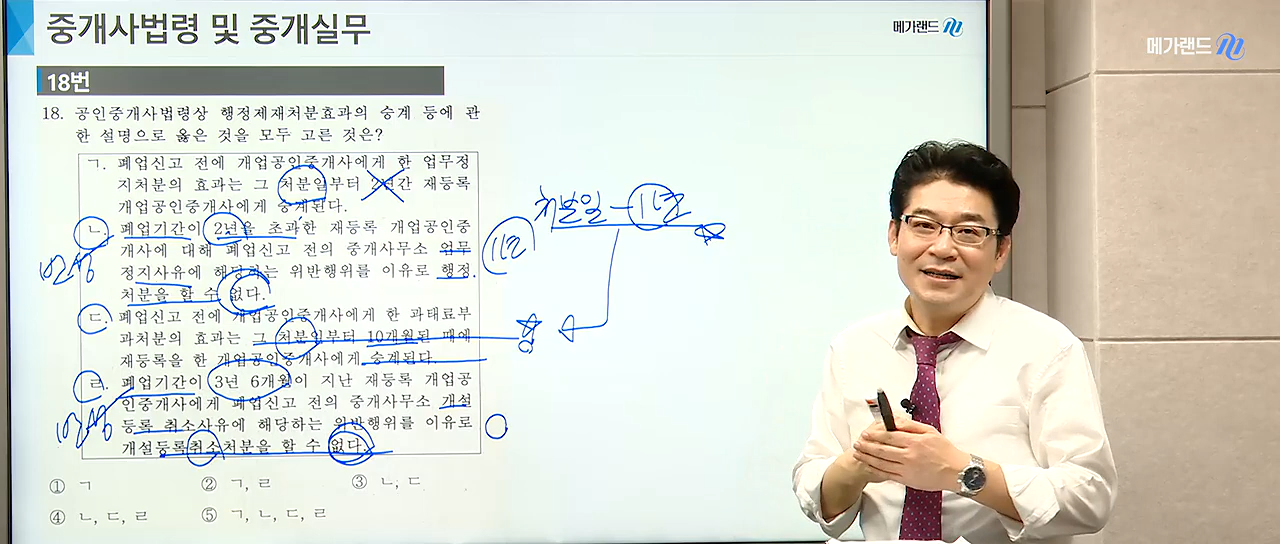 중개사법령 및 중개실무
메가랜드
메가랜드
18번
18. 공인중개사법령상 행정제재처분효과의 승계 등에 관
한 설명으로 옳은 것을 모두 고른 것은?
ㄱ. 폐업신고 전에 개업공인중개사에게 한 업무정
지처분의 효과는 그 처분일부터 2년간 재등록
개업공인중개사에게 승계된다.
처분일 - 1년
ㄴ. 폐업기간이 2년을 초과한 재등록 개업공인중
개사에 대해 폐업신고 전의 중개사무소 업무
정지사유에 해당하는 위반행위를 이유로 행정
처분을 할 수 없다.
1년
ㄷ. 폐업신고 전에 개업공인중개사에게 한 과태료부
과처분의 효과는 그 처분일부터 10개월된 때에
재등록을 한 개업공인중개사에게 승계된다.
ㄹ. 폐업기간이 3년 6개월이 지난 재등록 개업공
인중개사에게 폐업신고 전의 중개사무소 개설
등록 취소사유에 해당하는 위반행위를 이유로
개설등록취소처분을 할 수 없다.
① ㄱ
② ㄱ, ㄹ
③ ㄴ, ㄷ
④ ㄴ, ㄷ, ㄹ
⑤ ㄱ, ㄴ, ㄷ, ㄹ